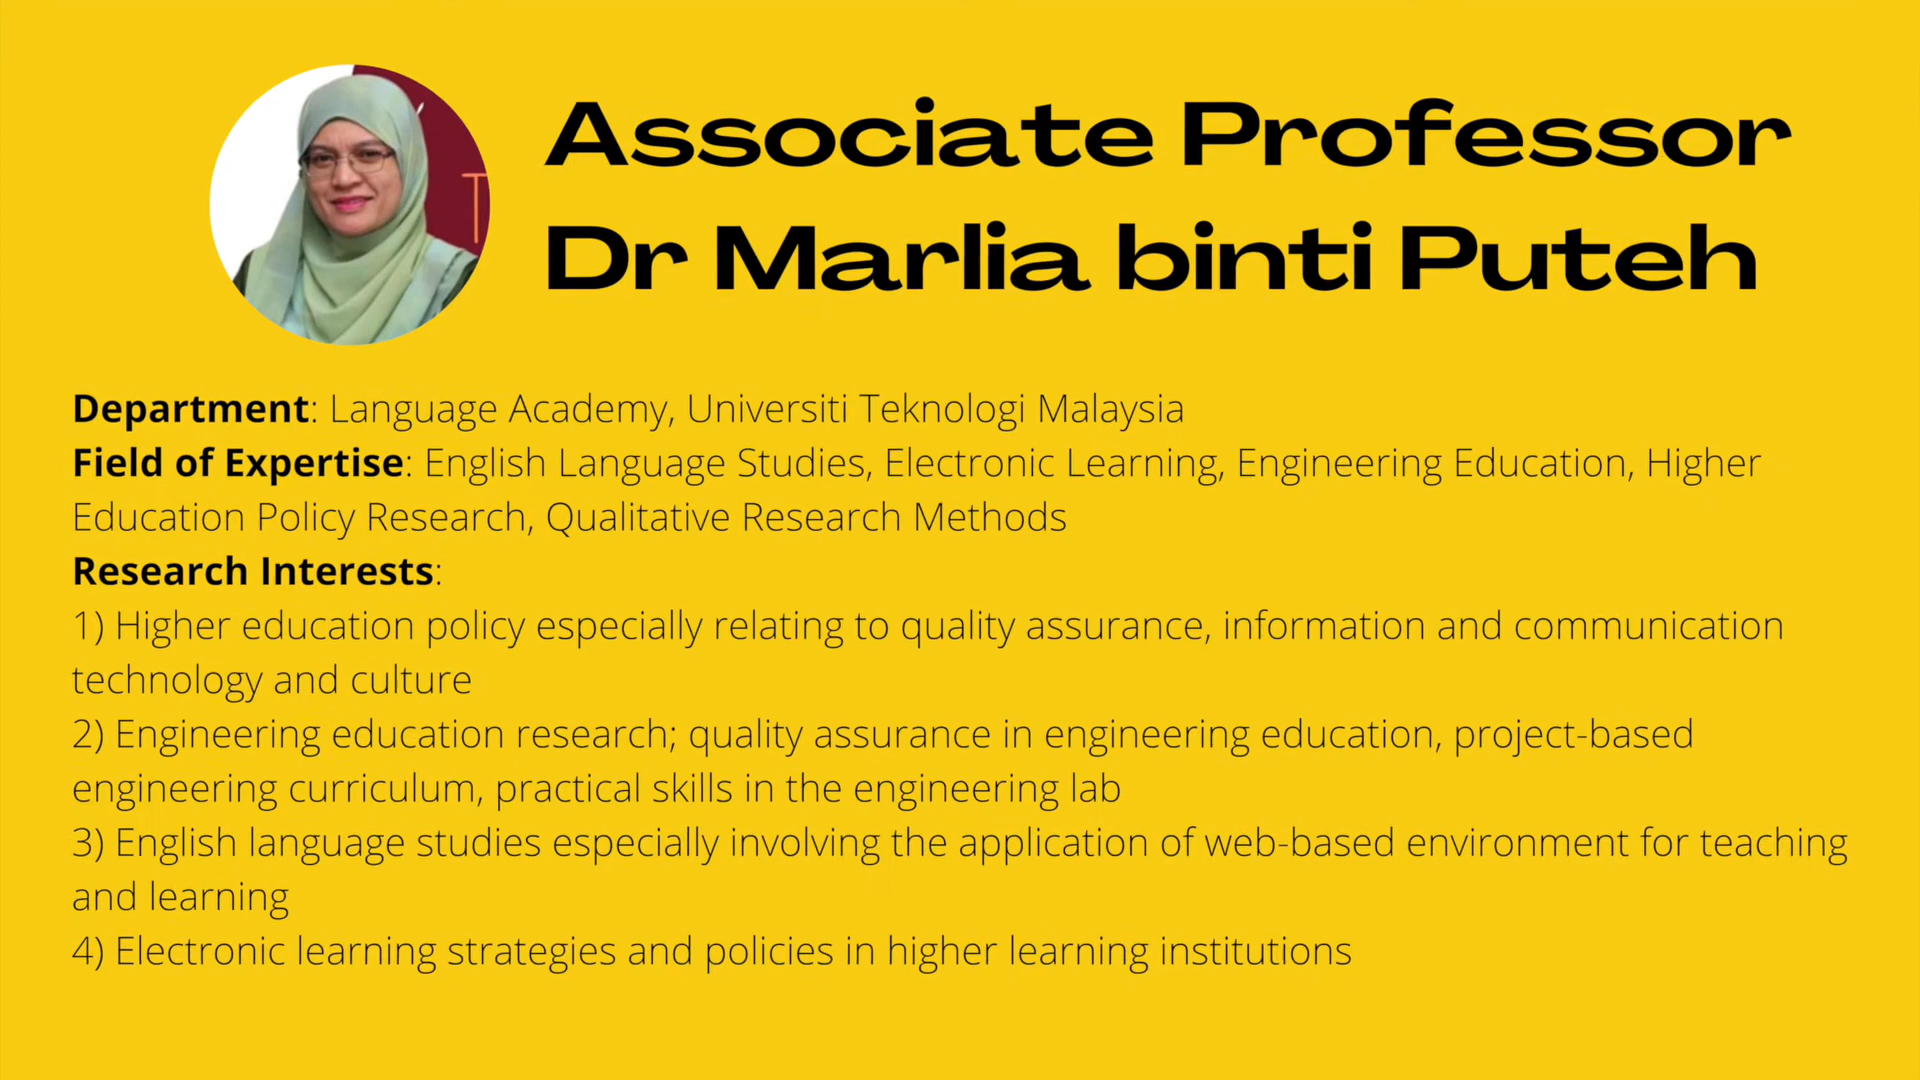 Associate Professor
Dr Marlia binti Puteh
T
Department: Language Academy, Universiti Teknologi Malaysia
Field of Expertise: English Language Studies, Electronic Learning, Engineering Education, Higher
Education Policy Research, Qualitative Research Methods
Research Interests:
1) Higher education policy especially relating to quality assurance, information and communication
technology and culture
2) Engineering education research; quality assurance in engineering education, project-based
engineering curriculum, practical skills in the engineering lab
3) English language studies especially involving the application of web-based environment for teaching
and learning
4) Electronic learning strategies and policies in higher learning institutions